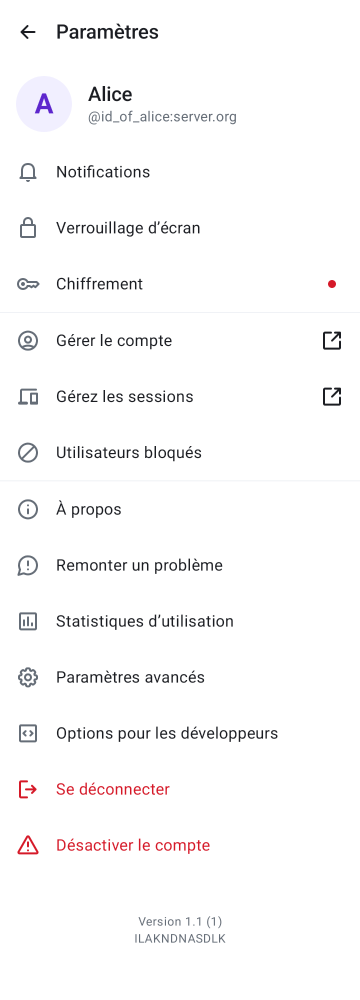 Paramètres
A
Alice
@id_of_alice:server.org
Notifications
Verrouillage d’écran
Chiffrement
Gérer le compte
Gérez les sessions
Utilisateurs bloqués
À propos
Remonter un problème
Statistiques d’utilisation
Paramètres avancés
Options pour les développeurs
Se déconnecter
Désactiver le compte
Version 1.1 (1)
ILAKNDNASDLK